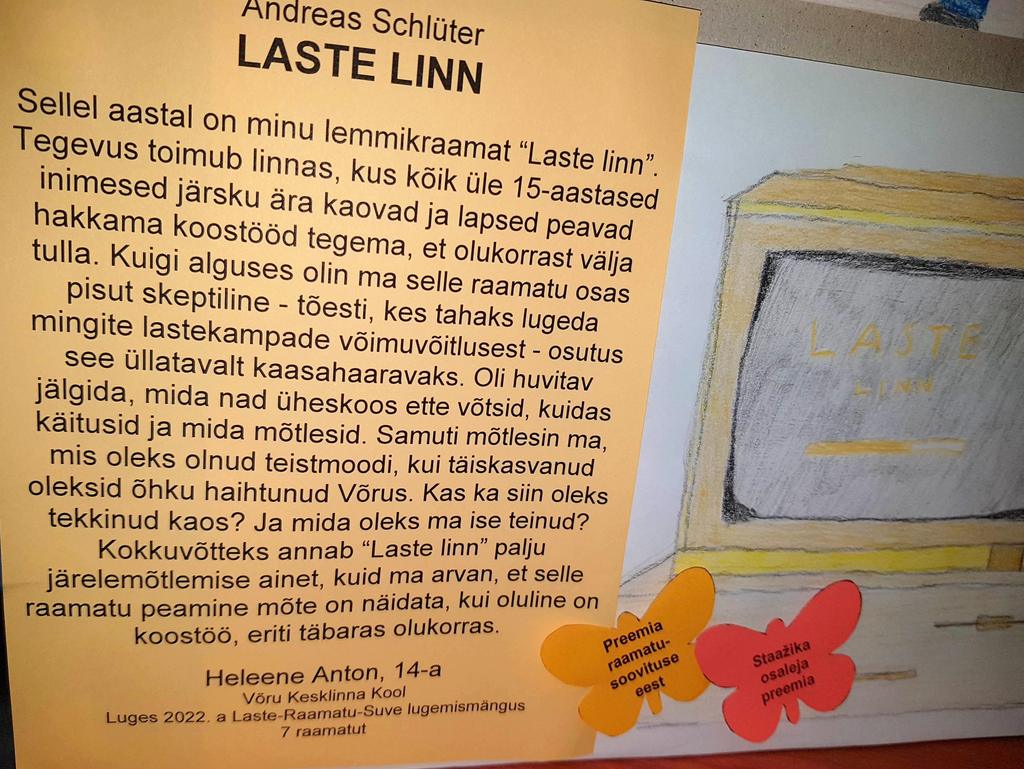 Andreas Schlüter
LASTE LINN
Sellel aastal on minu lemmikraamat “Laste linn”.
Tegevus toimub linnas, kus kõik üle 15-aastased
inimesed järsku ära kaovad ja lapsed peavad
hakkama koostööd tegema, et olukorrast välja
tulla. Kuigi alguses olin ma selle raamatu osas
pisut skeptiline - tõesti, kes tahaks lugeda
mingite lastekampade võimuvõitlusest - osutus
see üllatavalt kaasahaaravaks. Oli huvitav
jälgida, mida nad üheskoos ette võtsid, kuidas
käitusid ja mida mõtlesid. Samuti mõtlesin ma,
mis oleks olnud teistmoodi, kui täiskasvanud
oleksid õhku haihtunud Võrus. Kas ka siin oleks
tekkinud kaos? Ja mida oleks ma ise teinud?
Kokkuvõtteks annab “Laste linn” palju
järelemõtlemise ainet, kuid ma arvan, et selle
raamatu peamine mõte on näidata, kui oluline on
koostöö, eriti täbaras olukorras.
Heleene Anton, 14-a
Võru Kesklinna Kool
Luges 2022. a Laste-Raamatu-Suve lugemismängus
7 raamatut
LASTE
LINN
Preemia
raamatu-
soovituse
eest
Staažika
osaleja
preemia